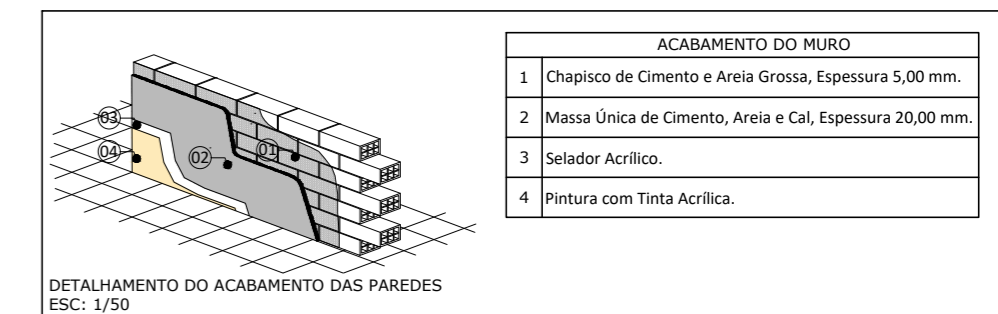 03
04
02
01
DETALHAMENTO DO ACABAMENTO DAS PAREDES
ESC: 1/50
ACABAMENTO DO MURO
1 Chapisco de Cimento e Areia Grossa, Espessura 5,00 mm.
2 Massa Única de Cimento, Areia e Cal, Espessura 20,00 mm.
3 Selador Acrílico.
4 Pintura com Tinta Acrílica.